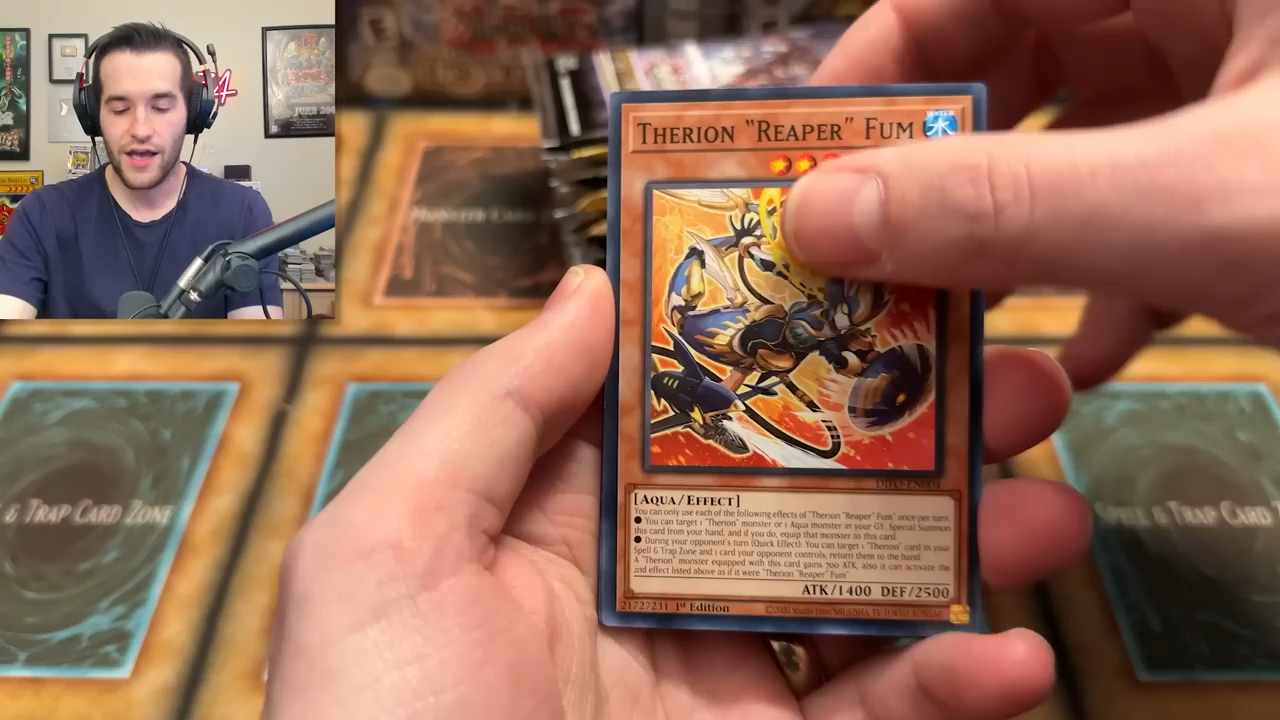 THERION "REAPER" FUM
WATER
水
MONSTER CARD
JUNE 200
DIFO-EN004
[AQUA/EFFECT]
You can only use each of the following effects of "Therion "Reaper" Fum" once per turn.
● You can target 1 "Therion" monster or 1 Aqua monster in your GY; Special Summon
this card from your hand, and if you do, equip that monster to this card.
● During your opponent's turn (Quick Effect): You can target 1 "Therion" card in your
Spell & Trap Zone and 1 card your opponent controls; return them to the hand.
A "Therion" monster equipped with this card gains 700 ATK, also it can activate the
2nd effect listed above as if it were "Therion "Reaper" Fum"
ATK/1400 DEF/2500
21727231 1st Edition
& TRAP CARD ZONE
SPELL & TRAP CARD